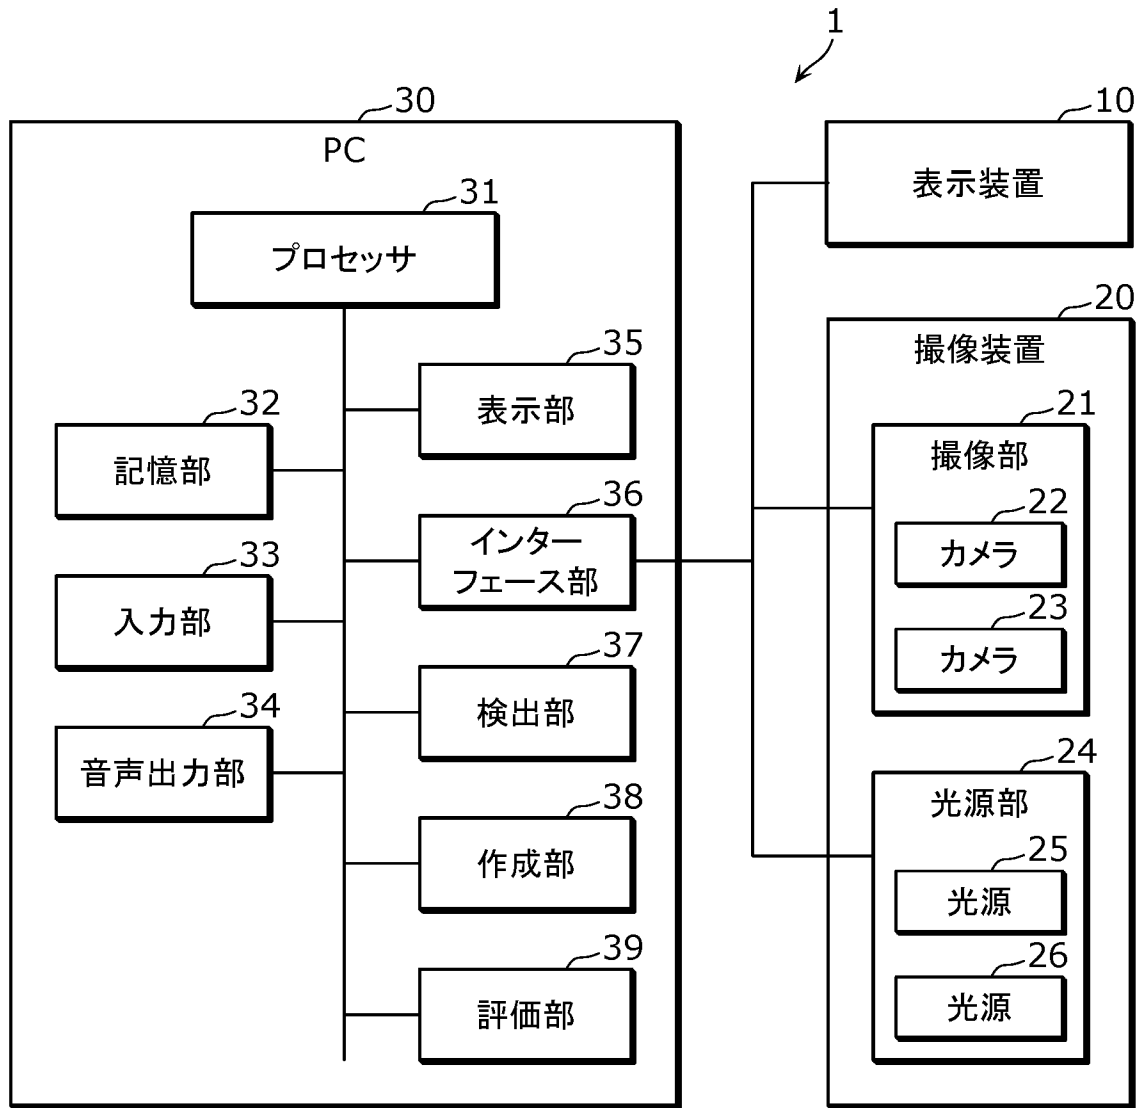 1
30
PC
31
プロセッサ
35
表示部
32
記憶部
36
インター
フェース部
33
入力部
37
検出部
34
音声出力部
38
作成部
39
評価部
10
表示装置
20
撮像装置
21
撮像部
22
カメラ
23
カメラ
24
光源部
25
光源
26
光源